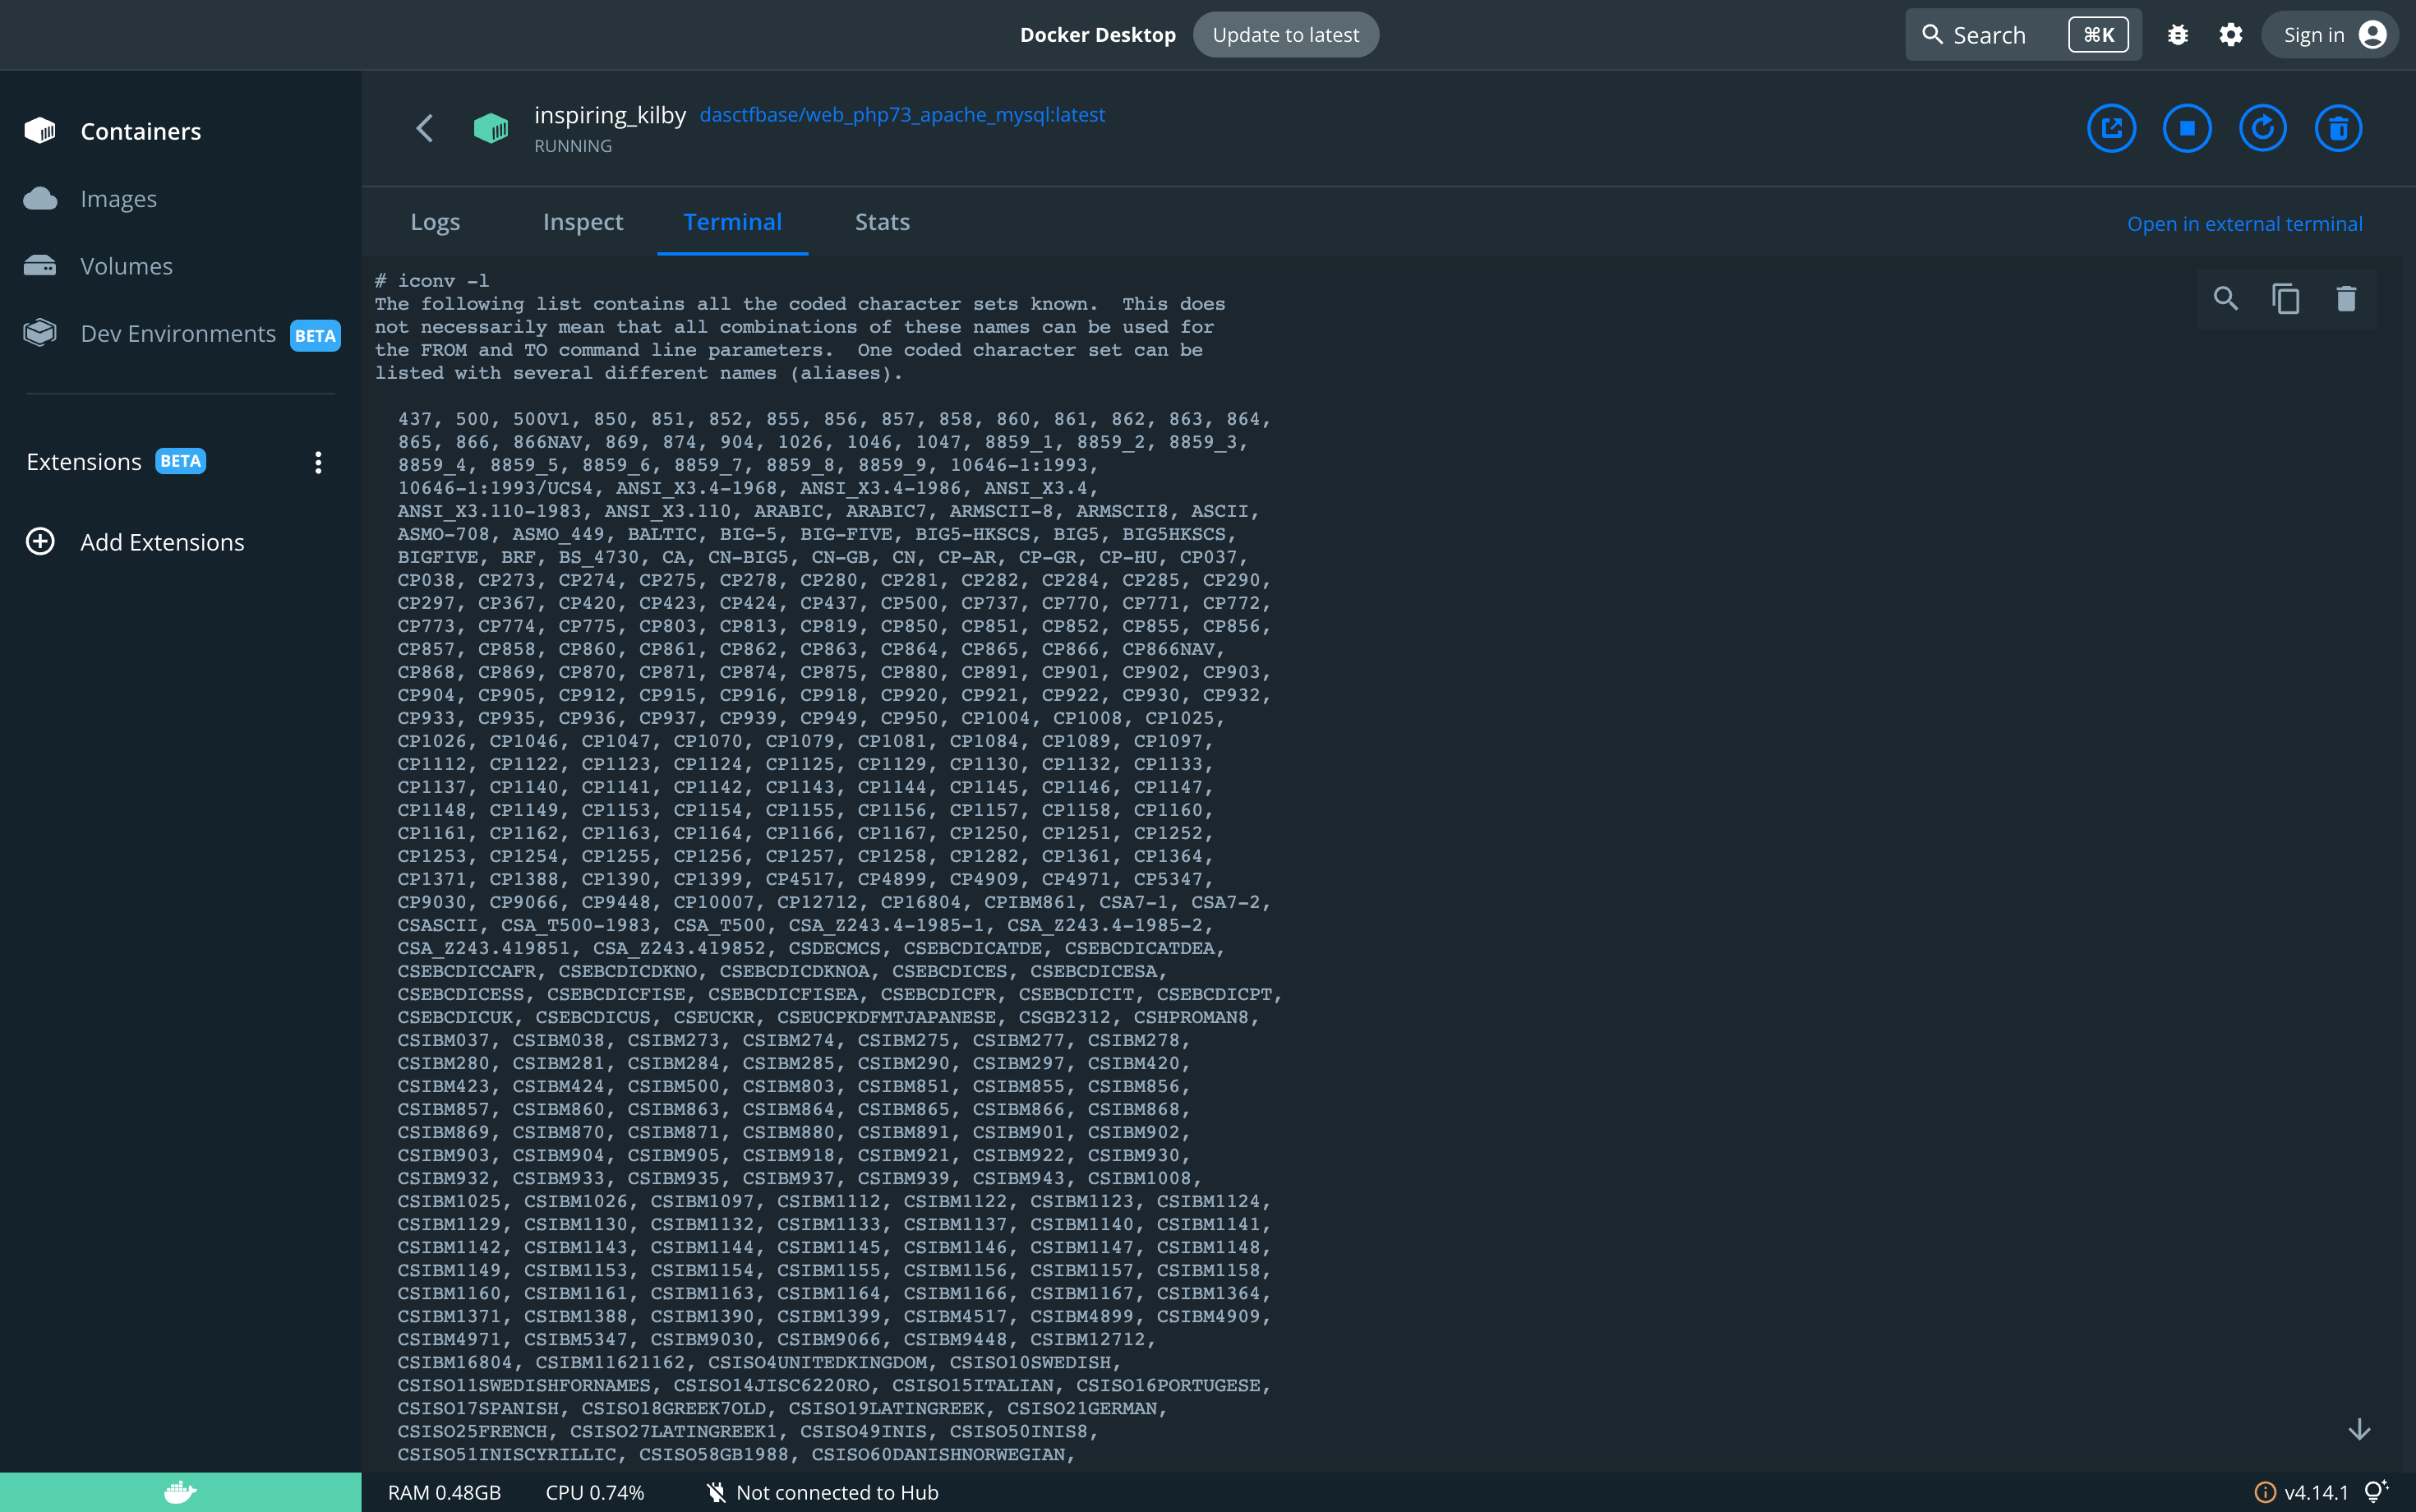 Docker Desktop Update to latest Search ⌘K Sign in
Containers
Images
Volumes
Dev Environments BETA
Extensions BETA
Add Extensions
inspiring_kilby dasctfbase/web_php73_apache_mysql:latest
RUNNING
Logs Inspect Terminal Stats Open in external terminal
# iconv -l
The following list contains all the coded character sets known.  This does
not necessarily mean that all combinations of these names can be used for
the FROM and TO command line parameters.  One coded character set can be
listed with several different names (aliases).
437, 500, 500V1, 850, 851, 852, 855, 856, 857, 858, 860, 861, 862, 863, 864,
865, 866, 866NAV, 869, 874, 904, 1026, 1046, 1047, 8859_1, 8859_2, 8859_3,
8859_4, 8859_5, 8859_6, 8859_7, 8859_8, 8859_9, 10646-1:1993,
10646-1:1993/UCS4, ANSI_X3.4-1968, ANSI_X3.4-1986, ANSI_X3.4,
ANSI_X3.110-1983, ANSI_X3.110, ARABIC, ARABIC7, ARMSCII-8, ARMSCII8, ASCII,
ASMO-708, ASMO_449, BALTIC, BIG-5, BIG-FIVE, BIG5-HKSCS, BIG5, BIG5HKSCS,
BIGFIVE, BRF, BS_4730, CA, CN-BIG5, CN-GB, CN, CP-AR, CP-GR, CP-HU, CP037,
CP038, CP273, CP274, CP275, CP278, CP280, CP281, CP282, CP284, CP285, CP290,
CP297, CP367, CP420, CP423, CP424, CP437, CP500, CP737, CP770, CP771, CP772,
CP773, CP774, CP775, CP803, CP813, CP819, CP850, CP851, CP852, CP855, CP856,
CP857, CP858, CP860, CP861, CP862, CP863, CP864, CP865, CP866, CP866NAV,
CP868, CP869, CP870, CP871, CP874, CP875, CP880, CP891, CP901, CP902, CP903,
CP904, CP905, CP912, CP915, CP916, CP918, CP920, CP921, CP922, CP930, CP932,
CP933, CP935, CP936, CP937, CP939, CP949, CP950, CP1004, CP1008, CP1025,
CP1026, CP1046, CP1047, CP1070, CP1079, CP1081, CP1084, CP1089, CP1097,
CP1112, CP1122, CP1123, CP1124, CP1125, CP1129, CP1130, CP1132, CP1133,
CP1137, CP1140, CP1141, CP1142, CP1143, CP1144, CP1145, CP1146, CP1147,
CP1148, CP1149, CP1153, CP1154, CP1155, CP1156, CP1157, CP1158, CP1160,
CP1161, CP1162, CP1163, CP1164, CP1166, CP1167, CP1250, CP1251, CP1252,
CP1253, CP1254, CP1255, CP1256, CP1257, CP1258, CP1282, CP1361, CP1364,
CP1371, CP1388, CP1390, CP1399, CP4517, CP4899, CP4909, CP4971, CP5347,
CP9030, CP9066, CP9448, CP10007, CP12712, CP16804, CPIBM861, CSA7-1, CSA7-2,
CSASCII, CSA_T500-1983, CSA_T500, CSA_Z243.4-1985-1, CSA_Z243.4-1985-2,
CSA_Z243.419851, CSA_Z243.419852, CSDECMCS, CSEBCDICATDE, CSEBCDICATDEA,
CSEBCDICCAFR, CSEBCDICDKNO, CSEBCDICDKNOA, CSEBCDICES, CSEBCDICESA,
CSEBCDICESS, CSEBCDICFISE, CSEBCDICFISEA, CSEBCDICFR, CSEBCDICIT, CSEBCDICPT,
CSEBCDICUK, CSEBCDICUS, CSEUCKR, CSEUCPKDFMTJAPANESE, CSGB2312, CSHPROMAN8,
CSIBM037, CSIBM038, CSIBM273, CSIBM274, CSIBM275, CSIBM277, CSIBM278,
CSIBM280, CSIBM281, CSIBM284, CSIBM285, CSIBM290, CSIBM297, CSIBM420,
CSIBM423, CSIBM424, CSIBM500, CSIBM803, CSIBM851, CSIBM855, CSIBM856,
CSIBM857, CSIBM860, CSIBM863, CSIBM864, CSIBM865, CSIBM866, CSIBM868,
CSIBM869, CSIBM870, CSIBM871, CSIBM880, CSIBM891, CSIBM901, CSIBM902,
CSIBM903, CSIBM904, CSIBM905, CSIBM918, CSIBM921, CSIBM922, CSIBM930,
CSIBM932, CSIBM933, CSIBM935, CSIBM937, CSIBM939, CSIBM943, CSIBM1008,
CSIBM1025, CSIBM1026, CSIBM1097, CSIBM1112, CSIBM1122, CSIBM1123, CSIBM1124,
CSIBM1129, CSIBM1130, CSIBM1132, CSIBM1133, CSIBM1137, CSIBM1140, CSIBM1141,
CSIBM1142, CSIBM1143, CSIBM1144, CSIBM1145, CSIBM1146, CSIBM1147, CSIBM1148,
CSIBM1149, CSIBM1153, CSIBM1154, CSIBM1155, CSIBM1156, CSIBM1157, CSIBM1158,
CSIBM1160, CSIBM1161, CSIBM1163, CSIBM1164, CSIBM1166, CSIBM1167, CSIBM1364,
CSIBM1371, CSIBM1388, CSIBM1390, CSIBM1399, CSIBM4517, CSIBM4899, CSIBM4909,
CSIBM4971, CSIBM5347, CSIBM9030, CSIBM9066, CSIBM9448, CSIBM12712,
CSIBM16804, CSIBM11621162, CSISO4UNITEDKINGDOM, CSISO10SWEDISH,
CSISO11SWEDISHFORNAMES, CSISO14JISC6220RO, CSISO15ITALIAN, CSISO16PORTUGESE,
CSISO17SPANISH, CSISO18GREEK7OLD, CSISO19LATINGREEK, CSISO21GERMAN,
CSISO25FRENCH, CSISO27LATINGREEK1, CSISO49INIS, CSISO50INIS8,
CSISO51INISCYRILLIC, CSISO58GB1988, CSISO60DANISHNORWEGIAN,
RAM 0.48GB CPU 0.74% Not connected to Hub v4.14.1